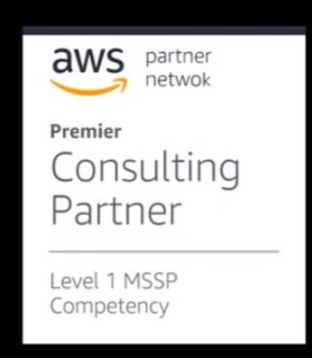 aws
partner
netwok
Premier
Consulting
Partner
Level 1 MSSP
Competency